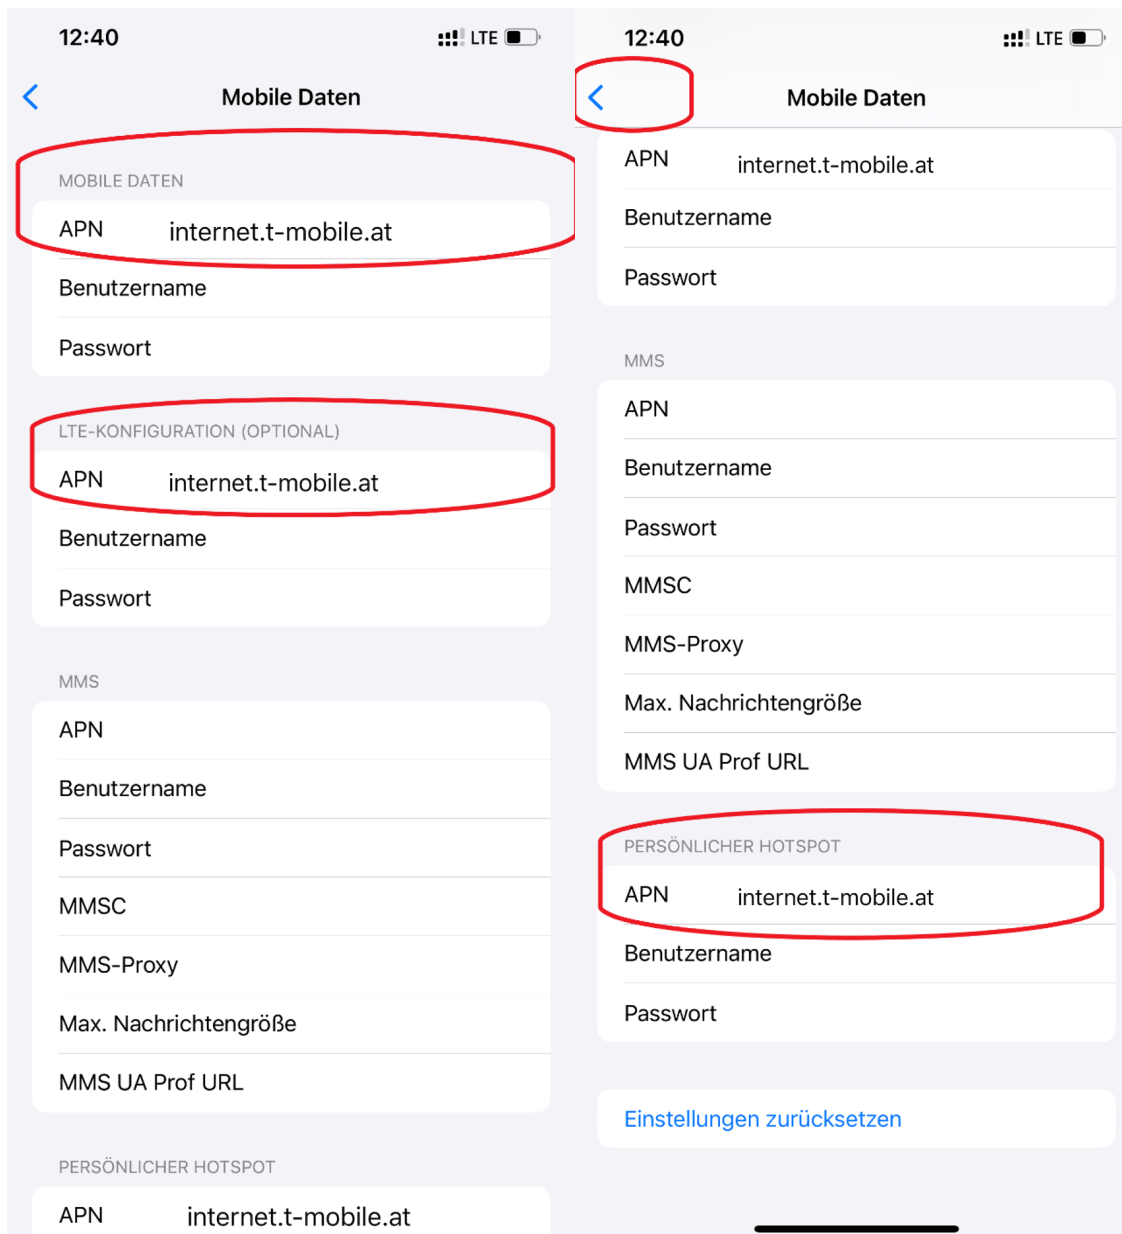 12:40
LTE
Mobile Daten
MOBILE DATEN
APN internet.t-mobile.at
Benutzername
Passwort
LTE-KONFIGURATION (OPTIONAL)
APN internet.t-mobile.at
Benutzername
Passwort
MMS
APN
Benutzername
Passwort
MMSC
MMS-Proxy
Max. Nachrichtengröße
MMS UA Prof URL
PERSÖNLICHER HOTSPOT
APN internet.t-mobile.at
12:40
LTE
Mobile Daten
APN internet.t-mobile.at
Benutzername
Passwort
MMS
APN
Benutzername
Passwort
MMSC
MMS-Proxy
Max. Nachrichtengröße
MMS UA Prof URL
PERSÖNLICHER HOTSPOT
APN internet.t-mobile.at
Benutzername
Passwort
Einstellungen zurücksetzen